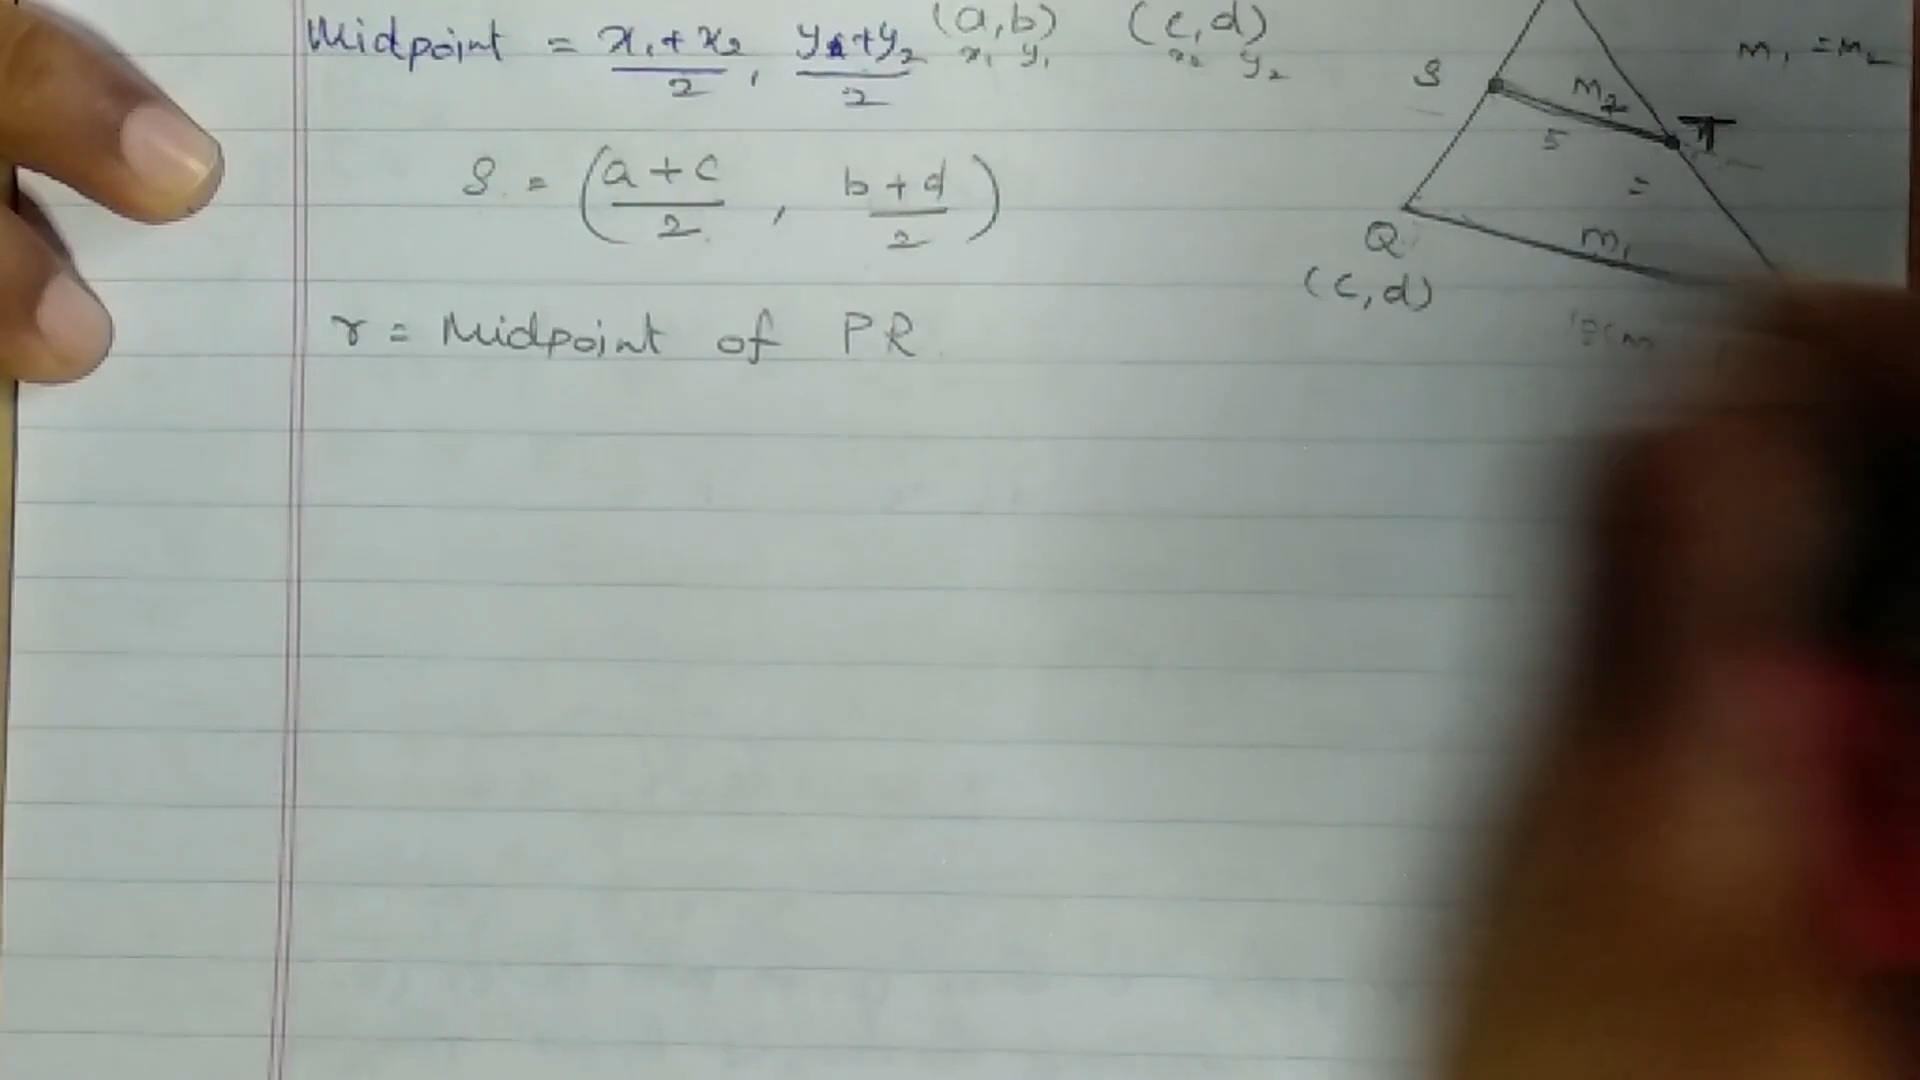 Midpoint = x₁+x₂/2 , y₁+y₂/2 (a,b) (c,d)
x₁ y₁ x₂ y₂
S = (a+c/2 , b+d/2)
r = Midpoint of PR
m₁ = m₂
S
m₂
T
5
=
Q
m₁
(c,d)